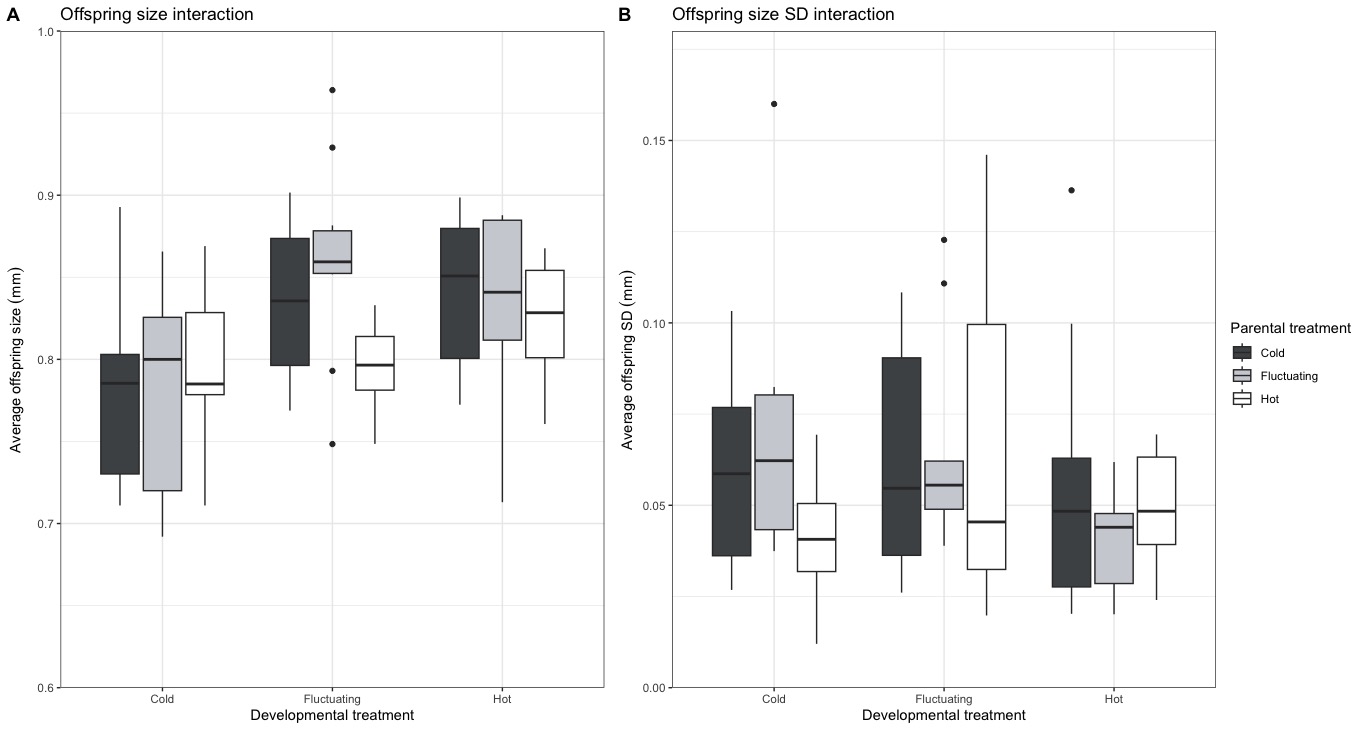 A Offspring size interaction
1.0
0.9
0.8
0.7
0.6
Average offspring size (mm)
Cold Fluctuating Hot
Developmental treatment
B Offspring size SD interaction
0.15
0.10
0.05
0.00
Average offspring SD (mm)
Cold Fluctuating Hot
Developmental treatment
Parental treatment
Cold
Fluctuating
Hot